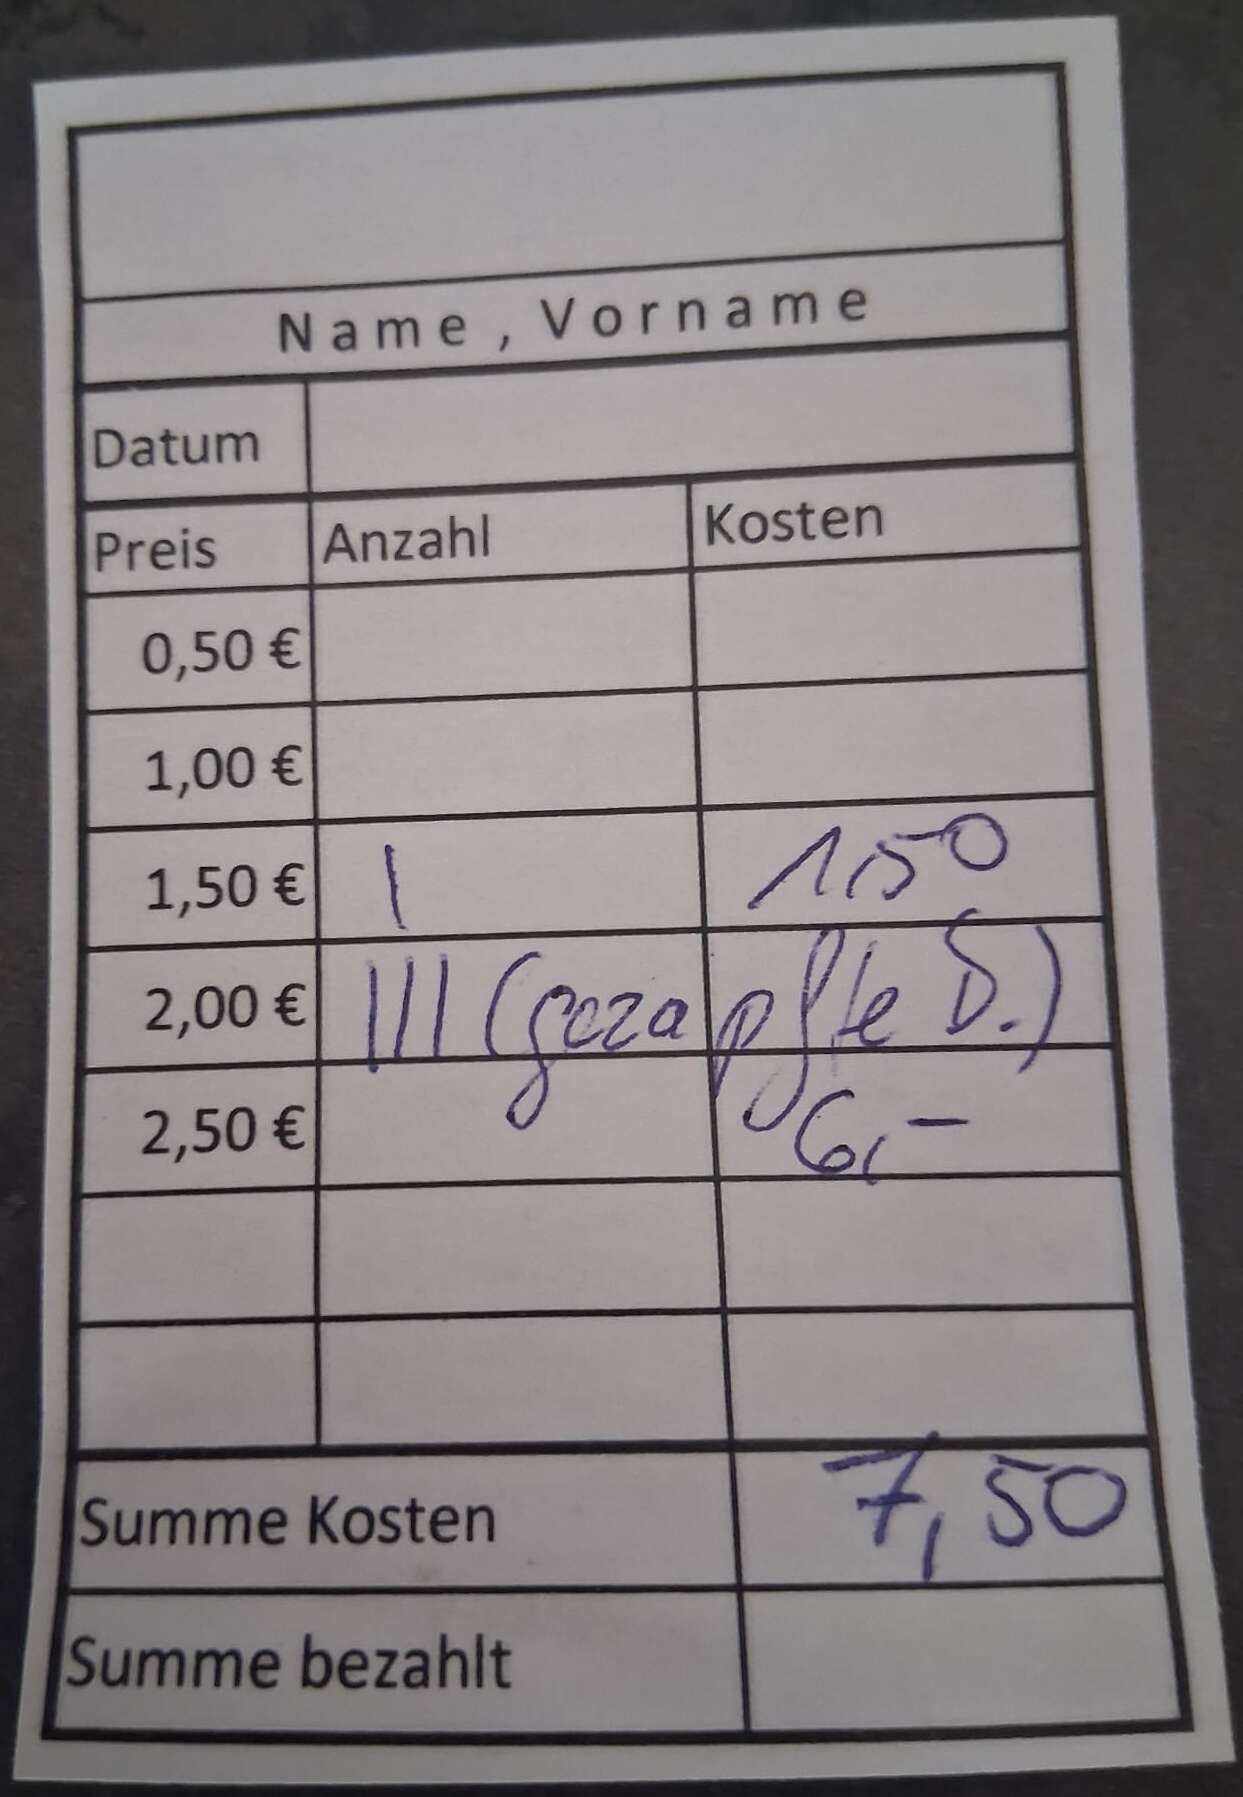 Name, Vorname
Datum
Preis Anzahl Kosten
0,50 €
1,00 €
1,50 € I 1,50
2,00 € III (gezapfte S.)
2,50 € 6,-
Summe Kosten 7,50
Summe bezahlt